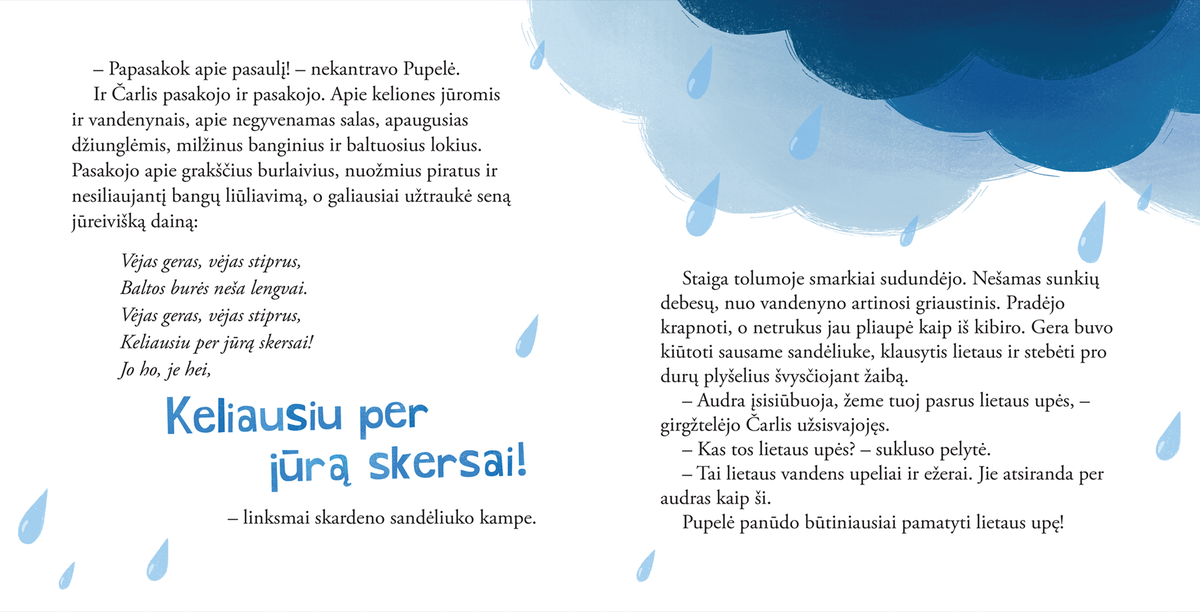 – Papasakok apie pasaulį! – nekantravo Pupelė.
Ir Čarlis pasakojo ir pasakojo. Apie keliones jūromis
ir vandenynais, apie negyvenamas salas, apaugusias
džiunglėmis, milžinus banginius ir baltuosius lokius.
Pasakojo apie grakščius burlaivius, nuožmius piratus ir
nesiliaujantį bangų liūliavimą, o galiausiai užtraukė seną
jūreivišką dainą:
Vėjas geras, vėjas stiprus,
Baltos burės neša lengvai.
Vėjas geras, vėjas stiprus,
Keliausiu per jūrą skersai!
Jo ho, je hei,
Keliausiu per
jūrą skersai!
– linksmai skardeno sandėliuko kampe.
Staiga tolumoje smarkiai sudundėjo. Nešamas sunkių
debesų, nuo vandenyno artinosi griaustinis. Pradėjo
krapnoti, o netrukus jau pliaupė kaip iš kibiro. Gera buvo
kiūtoti sausame sandėliuke, klausytis lietaus ir stebėti pro
durų plyšelius švysčiojant žaibą.
– Audra įsisiūbuoja, žeme tuoj pasrus lietaus upės, –
girgžtelėjo Čarlis užsisvajojęs.
– Kas tos lietaus upės? – sukluso pelytė.
– Tai lietaus vandens upeliai ir ežerai. Jie atsiranda per
audras kaip ši.
Pupelė panūdo būtiniausiai pamatyti lietaus upę!